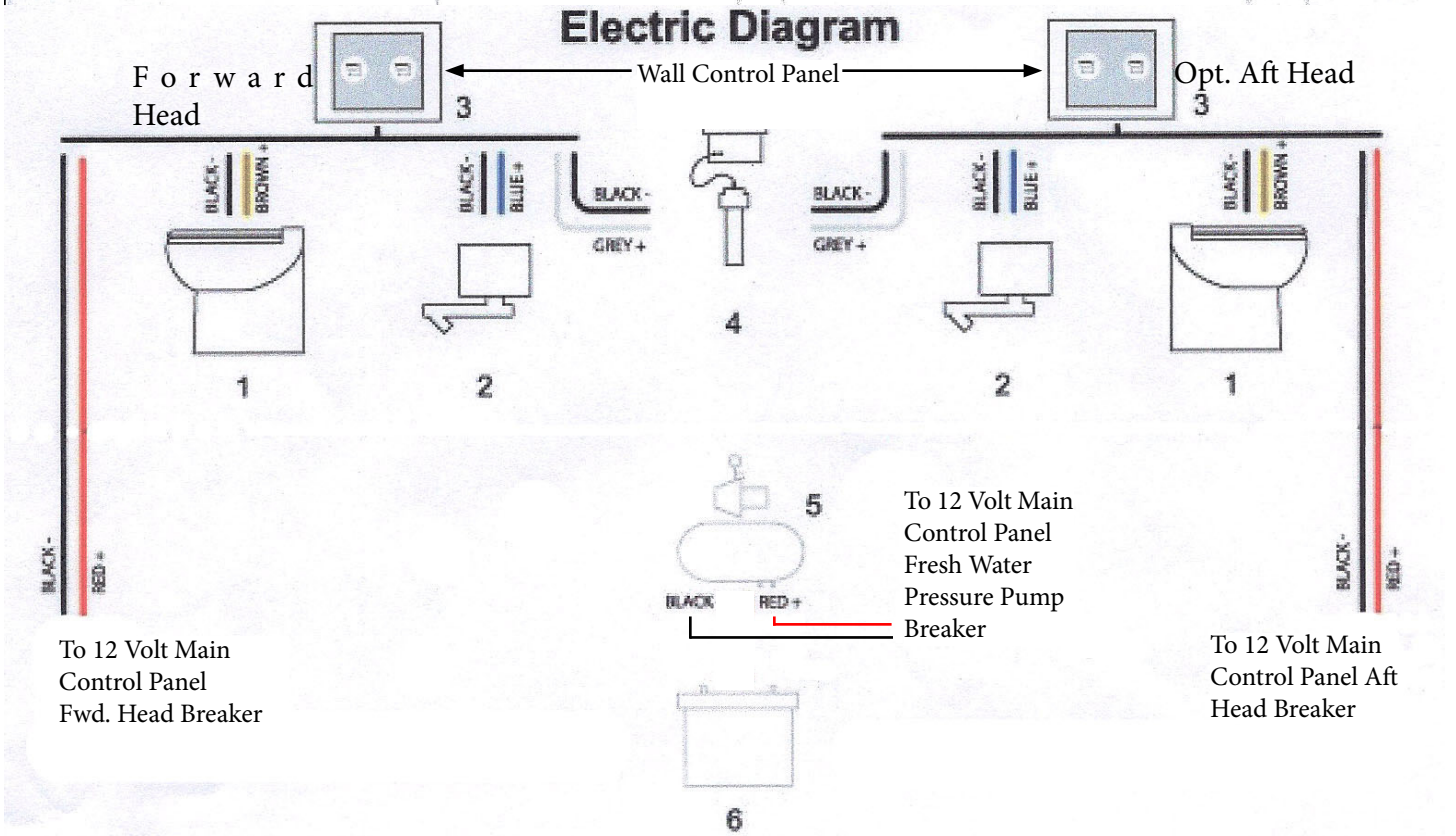 Electric Diagram
Forward
Head
Wall Control Panel
Opt. Aft Head
3
3
BLACK -
BROWN +
BLACK -
BLUE +
BLACK -
GREY +
BLACK -
GREY +
BLACK -
BLUE +
BLACK -
BROWN +
4
1
2
2
1
5
To 12 Volt Main
Control Panel
Fresh Water
Pressure Pump
Breaker
BLACK -
RED +
BLACK
RED +
BLACK -
RED +
To 12 Volt Main
Control Panel
Fwd. Head Breaker
To 12 Volt Main
Control Panel Aft
Head Breaker
6